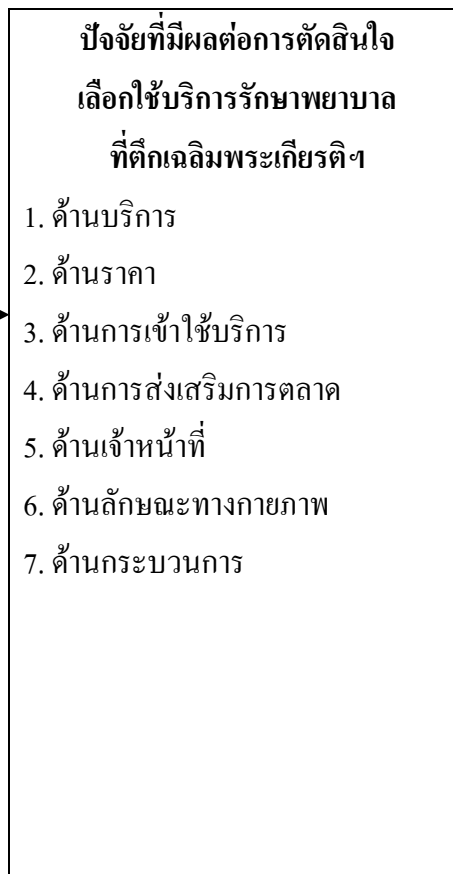 ปัจจัยที่มีผลต่อการตัดสินใจ
เลือกใช้บริการรักษาพยาบาล
ที่ตึกเฉลิมพระเกียรติฯ
1. ด้านบริการ
2. ด้านราคา
3. ด้านการเข้าใช้บริการ
4. ด้านการส่งเสริมการตลาด
5. ด้านเจ้าหน้าที่
6. ด้านลักษณะทางกายภาพ
7. ด้านกระบวนการ